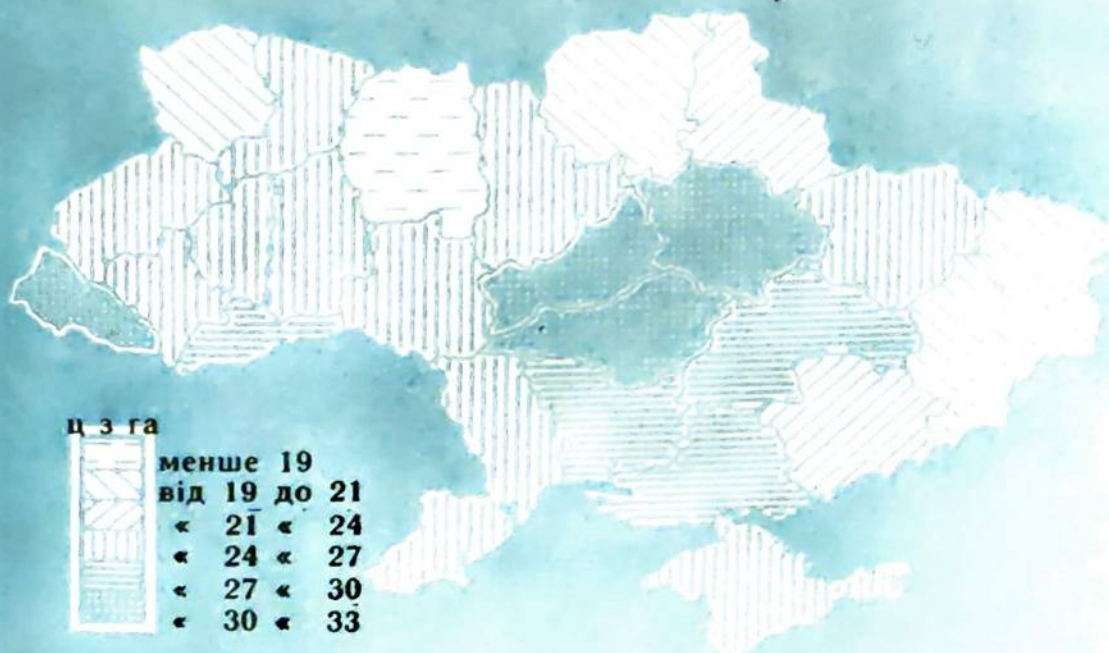 ц з га
менше 19
від 19 до 21
« 21 « 24
« 24 « 27
« 27 « 30
« 30 « 33